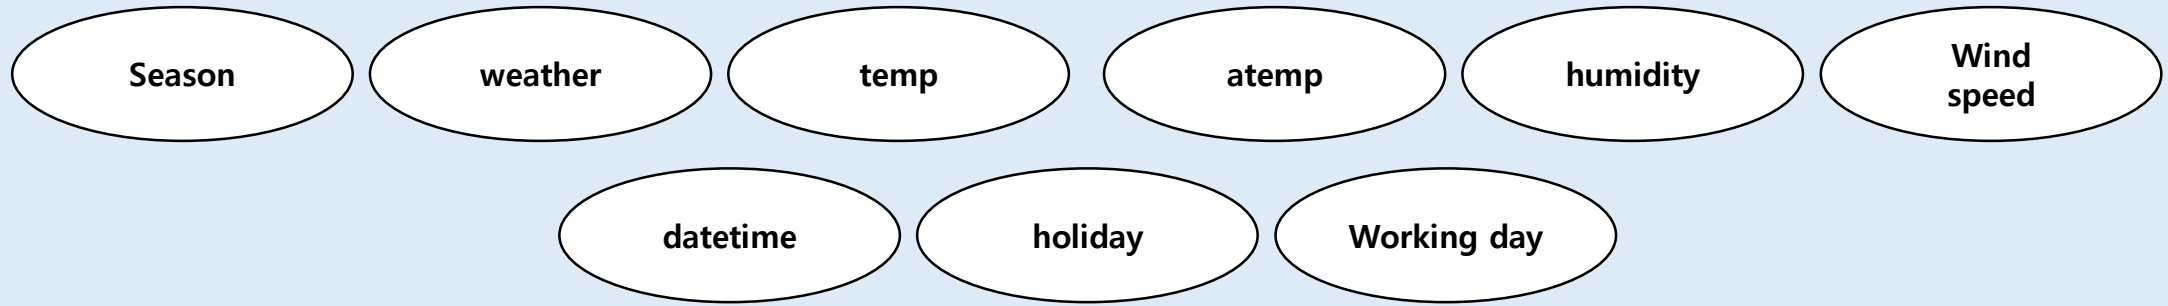 Season
weather
temp
atemp
humidity
Wind
speed
datetime
holiday
Working day